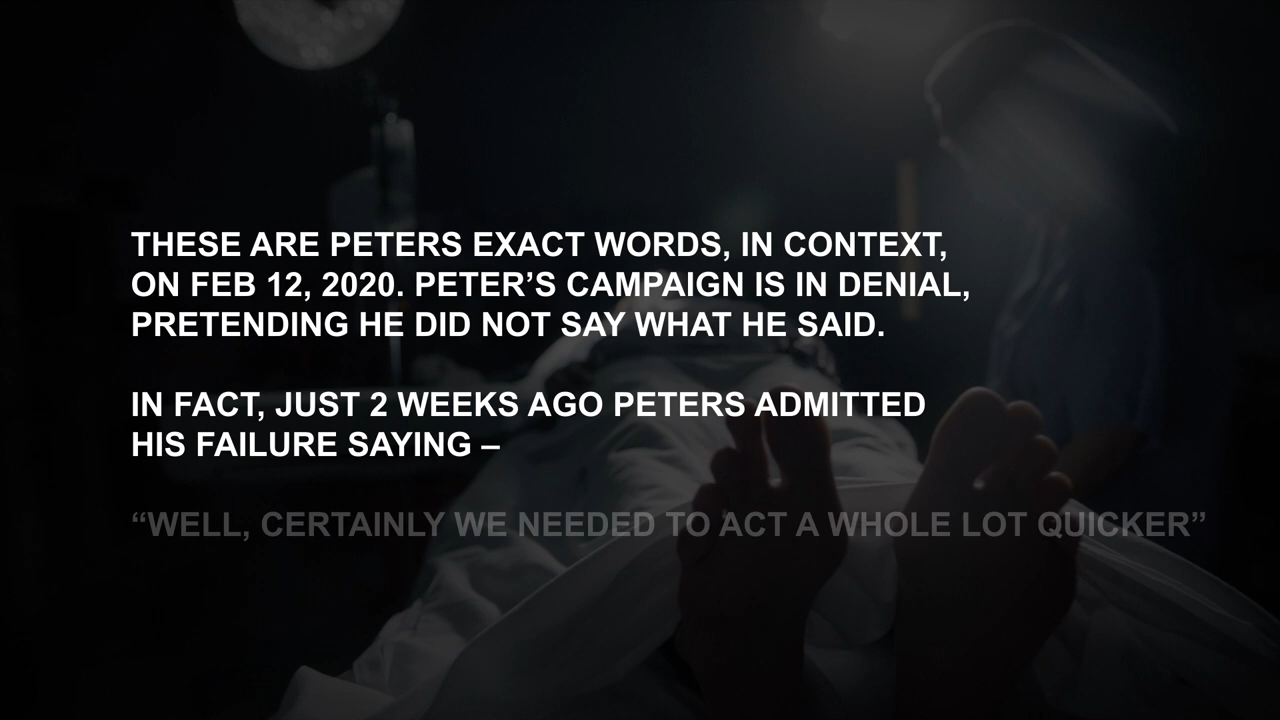 THESE ARE PETERS EXACT WORDS, IN CONTEXT,
ON FEB 12, 2020. PETER’S CAMPAIGN IS IN DENIAL,
PRETENDING HE DID NOT SAY WHAT HE SAID.
IN FACT, JUST 2 WEEKS AGO PETERS ADMITTED
HIS FAILURE SAYING –
“WELL, CERTAINLY WE NEEDED TO ACT A WHOLE LOT QUICKER”